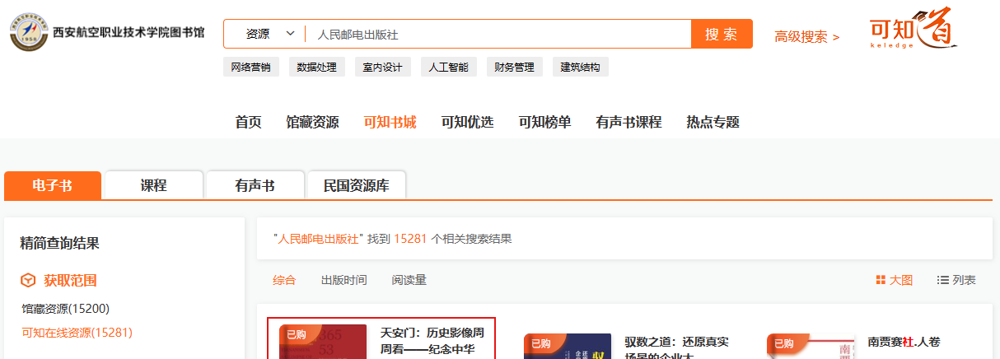 西安航空职业技术学院图书馆
1956
资源
人民邮电出版社
搜 索
高级搜索 >
可知道
keledge
网络营销 数据处理 室内设计 人工智能 财务管理 建筑结构
首页 馆藏资源 可知书城 可知优选 可知榜单 有声书课程 热点专题
电子书 课程 有声书 民国资源库
精简查询结果
"人民邮电出版社" 找到 15281 个相关搜索结果
获取范围
综合 出版时间 阅读量
大图 列表
馆藏资源(15200)
可知在线资源(15281)
已购
365
53
天安门：历史影像周
周看——纪念中华
已购
驭数之道：还原真实
场景的企业大
已购
南贾赛社.人卷